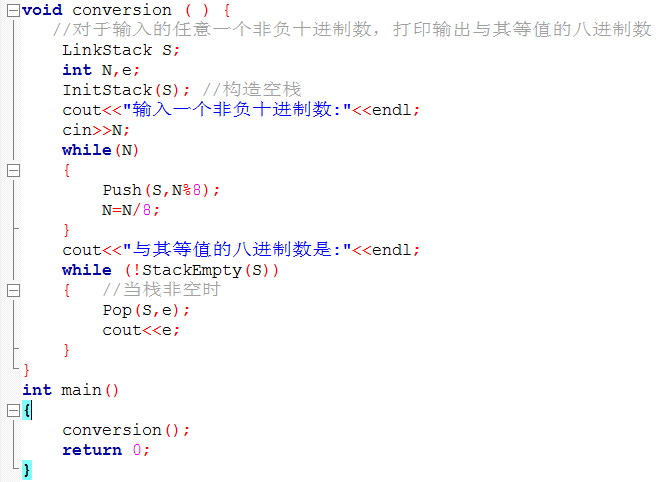 void conversion ( ) {
//对于输入的任意一个非负十进制数，打印输出与其等值的八进制数
LinkStack S;
int N,e;
InitStack(S); //构造空栈
cout<<"输入一个非负十进制数:"<<endl;
cin>>N;
while(N)
{
Push(S,N%8);
N=N/8;
}
cout<<"与其等值的八进制数是:"<<endl;
while (!StackEmpty(S))
{ //当栈非空时
Pop(S,e);
cout<<e;
}
}
int main()
{
conversion();
return 0;
}